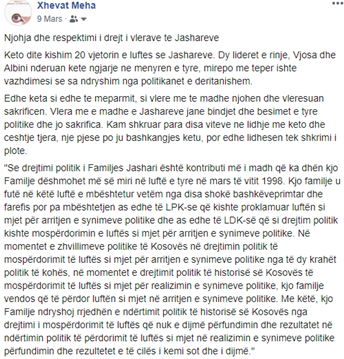 Xhevat Meha
9 Mars
Njohja dhe respektimi i drejt i vlerave te Jashareve
Keto dite kishim 20 vjetorin e luftes se Jashareve. Dy lideret e rinje, Vjosa dhe
Albini nderuan kete ngjarje ne menyren e tyre, mirepo me teper ishte
vazhdimesi se sa ndryshim nga politikanet e deritanishem.
Edhe keta si edhe te meparmit, si vlere me te madhe njohen dhe vleresuan
sakrificen. Vlera me e madhe e Jashareve jane bindjet dhe besimet e tyre
politike dhe jo sakrifica. Kam shkruar para disa viteve ne lidhje me keto dhe
ceshtje tjera, nje pjese po ju bashkangjes ketu, por edhe lidhesen tek shkrimi i
plote.
"Se drejtimi politik i Familjes Jashari është kontributi më i madh që ka dhën kjo
Familje dëshmohet më së miri në luftën e tyre në mars të vitit 1998. Kjo familje u
futë në këtë luftë e mbështetur vetëm nga disa shokë bashkëveprimtar dhe
farefis por pa mbështetjen as edhe të LPK-se që kishte proklamuar luftën si
mjet për arritjen e synimeve politike dhe as edhe të LDK-së që si drejtim politik
kishte mospërdorimin e luftës si mjet për arritjen e synimeve politike. Në
momentet e zhvillimeve politike të Kosovës në drejtimin politik të
mospërdorimit të luftës si mjet për arritjen e synimeve politike nga të dy krahët
politik të kohës, në momentet e drejtimit politik të historisë së Kosovës të
mospërdorimit të luftës si mjet për realizimin e synimeve politike, kjo familje
vendos që të përdor luftën si mjet në arritjen e synimeve politike. Me këtë, kjo
Familje ndryshoj rrjedhën e ndërtimit politik të historisë së Kosovës nga
drejtimi i mospërdorimit të luftës që nuk e dijmë përfundimin dhe rezultatet në
ndërtimin politik të përdorimit të luftës si mjet në realizimin e synimeve politike
përfundimin dhe rezultetet e të cilës i kemi sot dhe i dijmë."